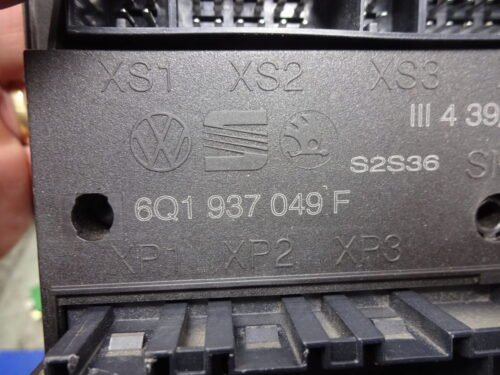 XS1 XS2 XS3
III 4 39
S2S36
6Q1 937 049 F
XP1 XP2 XP3